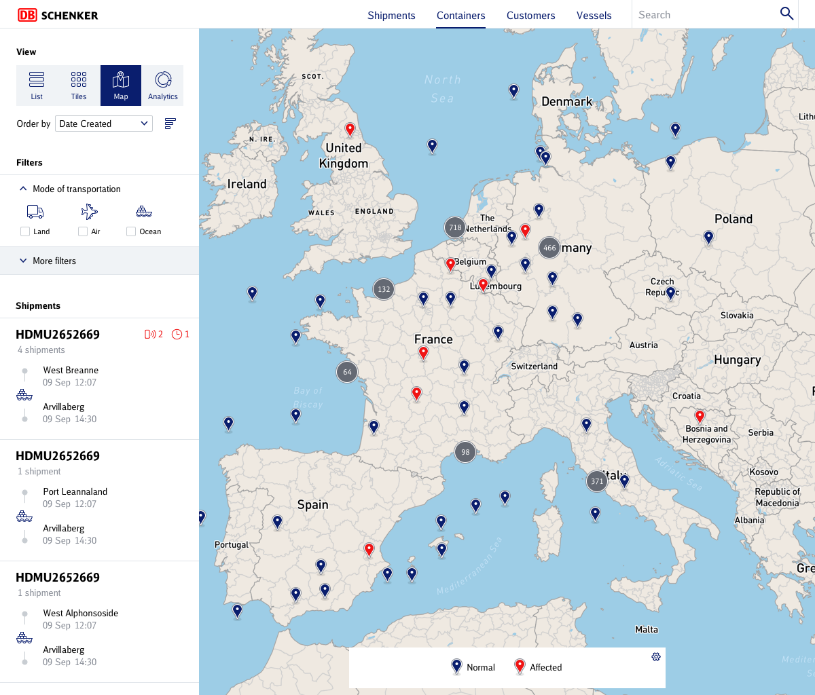 DB SCHENKER
Shipments Containers Customers Vessels Search
View
List Tiles Map Analytics
Order by Date Created
Filters
Mode of transportation
Land Air Ocean
More filters
Shipments
HDMU2652669 2 1
4 shipments
West Breanne
09 Sep 12:07
Arvillaberg
09 Sep 14:30
HDMU2652669
1 shipment
Port Leannaland
09 Sep 12:07
Arvillaberg
09 Sep 14:30
HDMU2652669
1 shipment
West Alphonsoside
09 Sep 12:07
Arvillaberg
09 Sep 14:30
SCOT.
North
Sea
Denmark
Lith
N. IRE.
United
Kingdom
Ireland
WALES
ENGLAND
The
Netherlands
718
466
many
Poland
Belgium
Luxembourg
132
Czech
Republic
Slovakia
France
Austria
Hungary
Switzerland
64
Bay of
Biscay
Croatia
Bosnia and
Herzegovina
Serbia
98
371
Italy
Adriatic Sea
Kosovo
Republic of
Macedonia
Albania
Spain
Portugal
Mediterranean Sea
Gre
Malta
Mediter
Normal
Affected